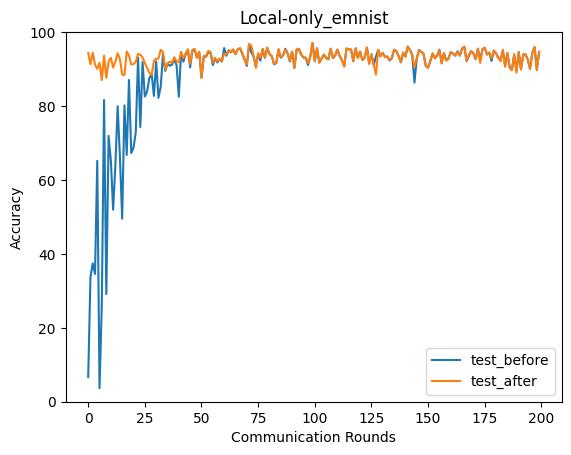 Local-only_emnist
100
80
60
40
20
0
Accuracy
0 25 50 75 100 125 150 175 200
Communication Rounds
test_before
test_after